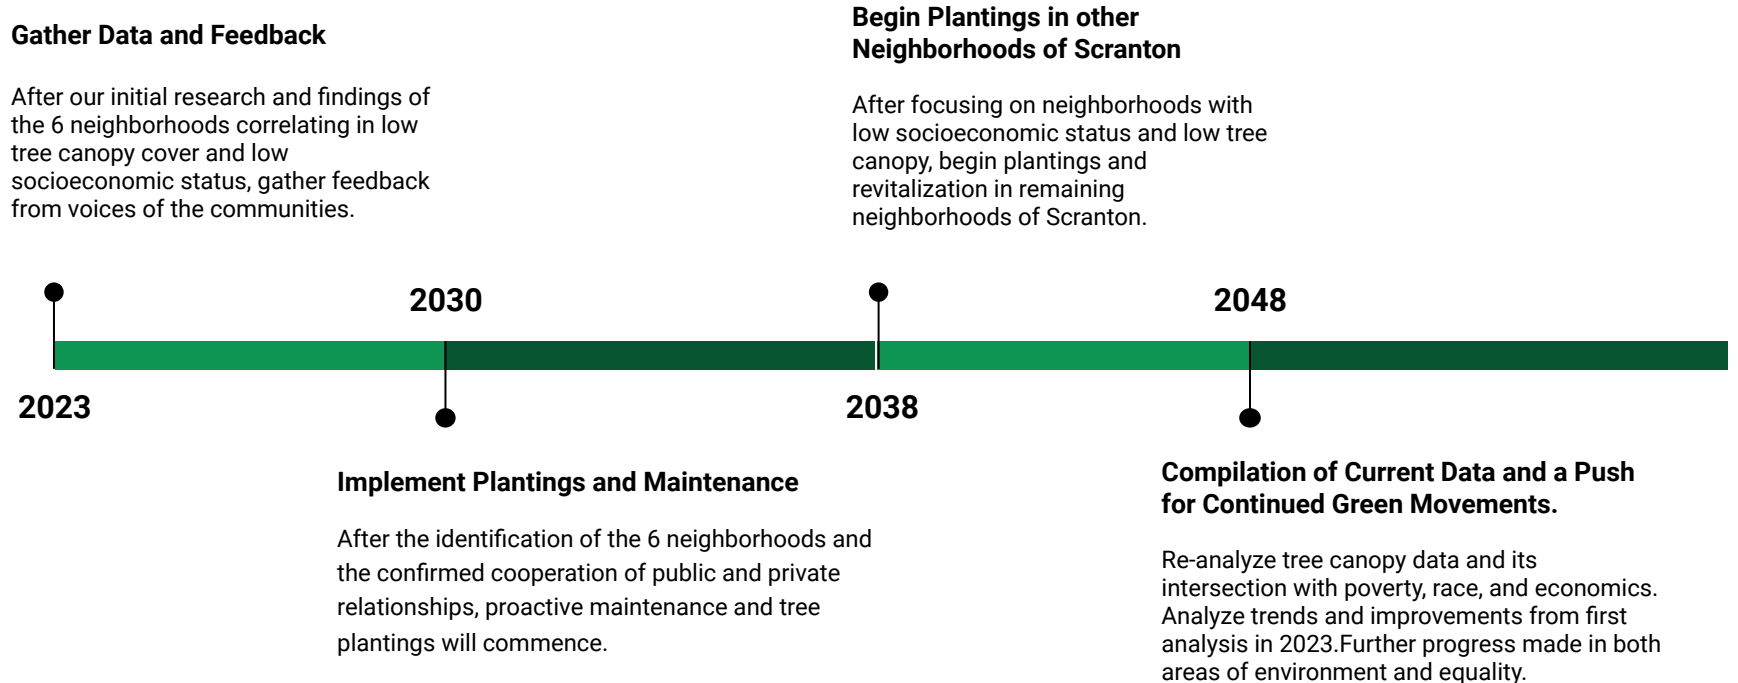 Gather Data and Feedback
After our initial research and findings of
the 6 neighborhoods correlating in low
tree canopy cover and low
socioeconomic status, gather feedback
from voices of the communities.
Begin Plantings in other
Neighborhoods of Scranton
After focusing on neighborhoods with
low socioeconomic status and low tree
canopy, begin plantings and
revitalization in remaining
neighborhoods of Scranton.
2030
2048
2023
2038
Implement Plantings and Maintenance
After the identification of the 6 neighborhoods and
the confirmed cooperation of public and private
relationships, proactive maintenance and tree
plantings will commence.
Compilation of Current Data and a Push
for Continued Green Movements.
Re-analyze tree canopy data and its
intersection with poverty, race, and economics.
Analyze trends and improvements from first
analysis in 2023.Further progress made in both
areas of environment and equality.